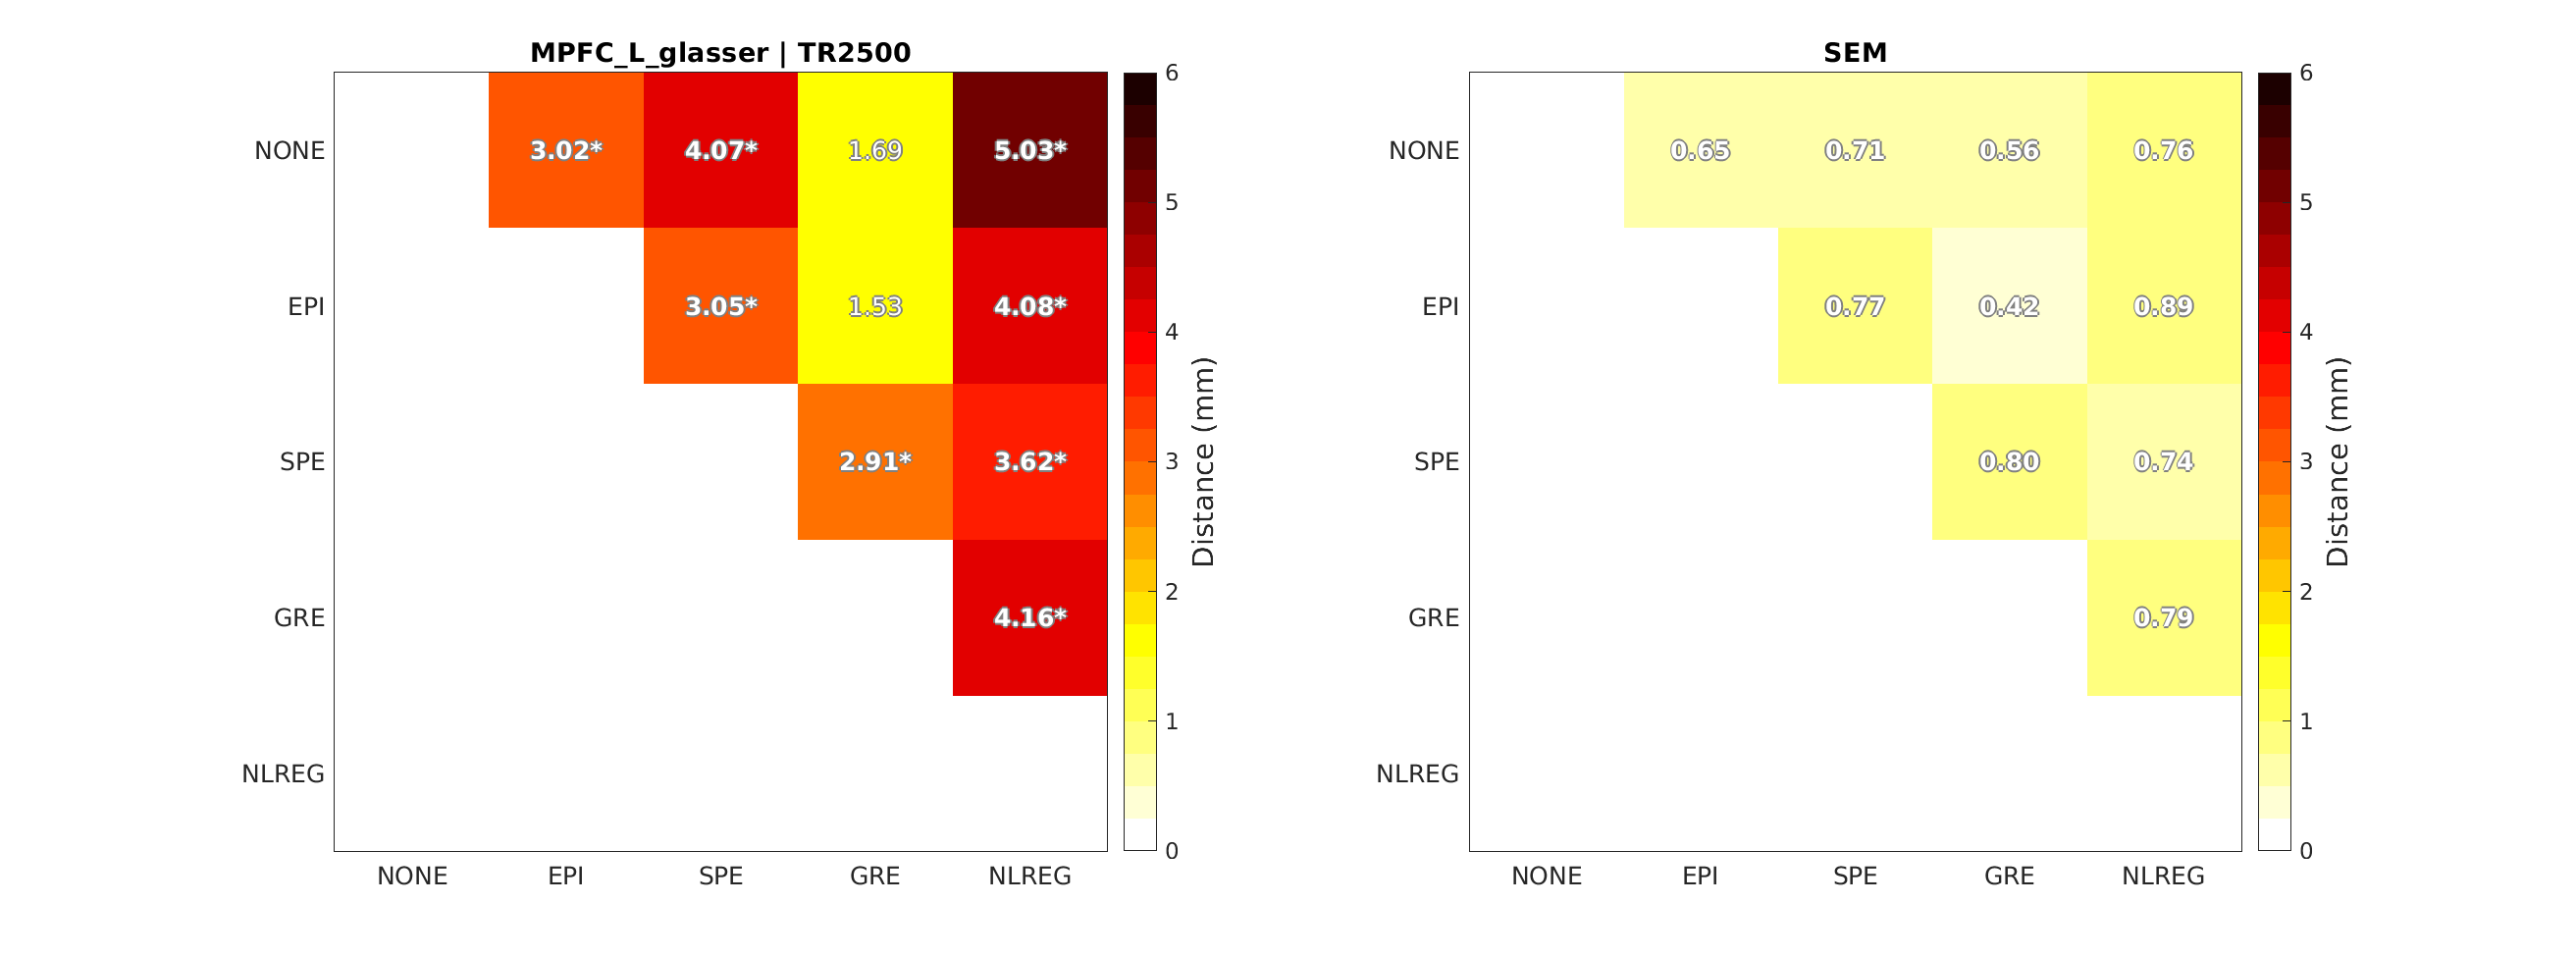 MPFC_L_glasser | TR2500
NONE 3.02* 4.07* 1.69 5.03*
EPI 3.05* 1.53 4.08*
SPE 2.91* 3.62*
GRE 4.16*
NLREG
NONE EPI SPE GRE NLREG
6
5
4
3
2
1
0
Distance (mm)
SEM
NONE 0.65 0.71 0.56 0.76
EPI 0.77 0.42 0.89
SPE 0.80 0.74
GRE 0.79
NLREG
NONE EPI SPE GRE NLREG
6
5
4
3
2
1
0
Distance (mm)